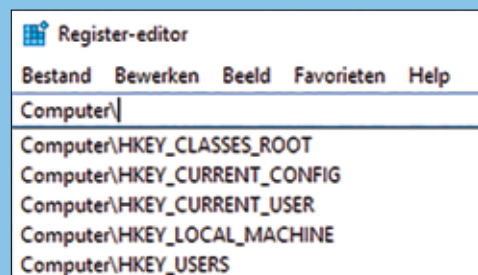 Register-editor
Bestand Bewerken Beeld Favorieten Help
Computer\
Computer\HKEY_CLASSES_ROOT
Computer\HKEY_CURRENT_CONFIG
Computer\HKEY_CURRENT_USER
Computer\HKEY_LOCAL_MACHINE
Computer\HKEY_USERS